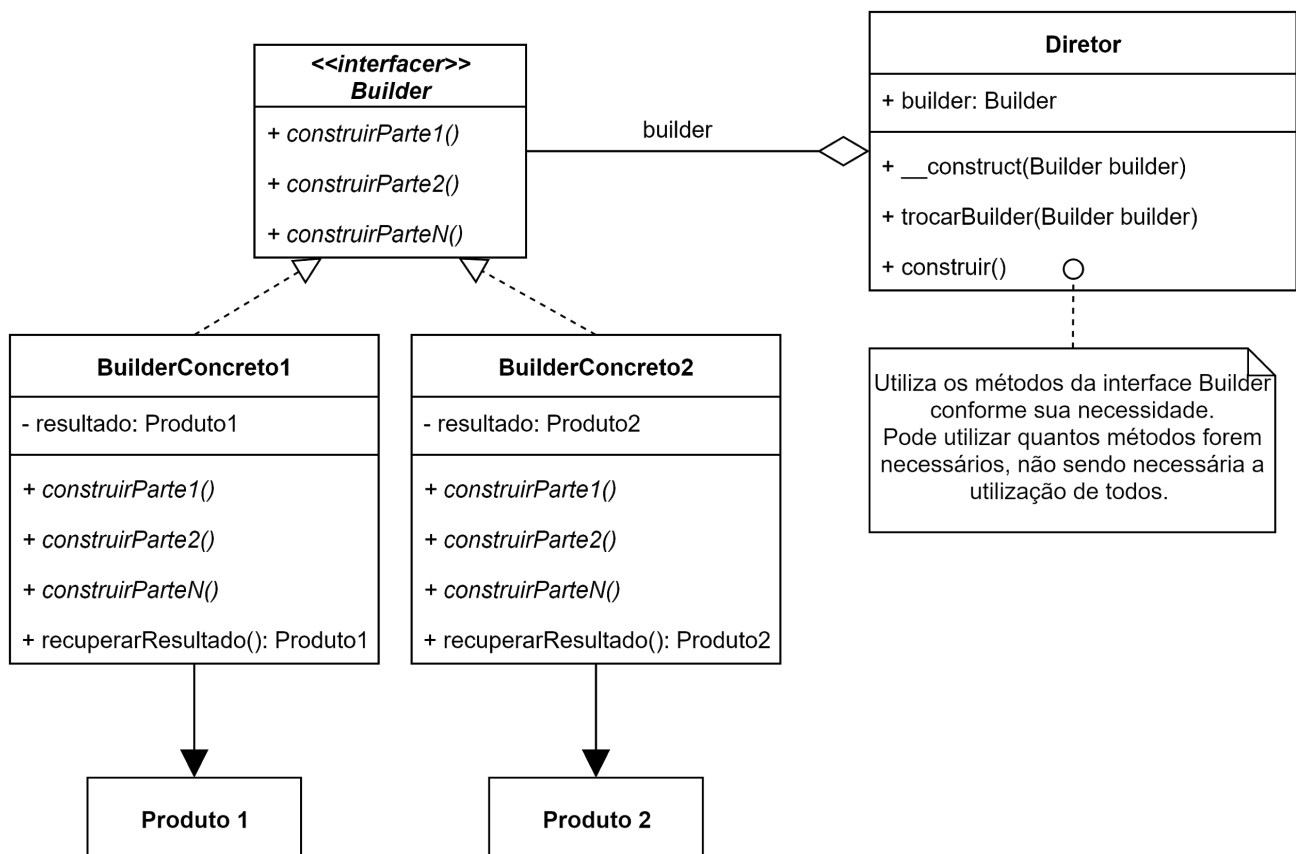 <<interfacer>>
Builder
+ construirParte1()
+ construirParte2()
+ construirParteN()
builder
Diretor
+ builder: Builder
+ __construct(Builder builder)
+ trocarBuilder(Builder builder)
+ construir()
Utiliza os métodos da interface Builder
conforme sua necessidade.
Pode utilizar quantos métodos forem
necessários, não sendo necessária a
utilização de todos.
BuilderConcreto1
- resultado: Produto1
+ construirParte1()
+ construirParte2()
+ construirParteN()
+ recuperarResultado(): Produto1
BuilderConcreto2
- resultado: Produto2
+ construirParte1()
+ construirParte2()
+ construirParteN()
+ recuperarResultado(): Produto2
Produto 1
Produto 2